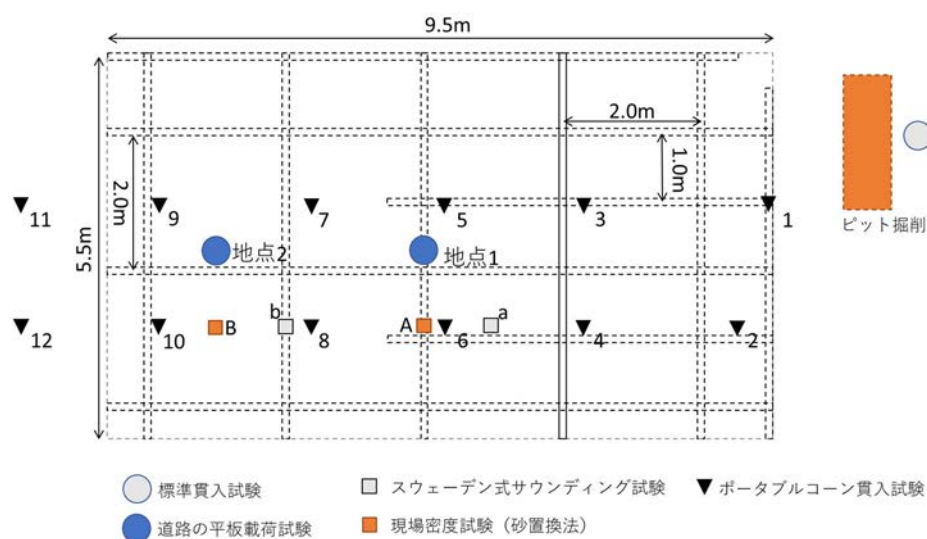 9.5m
2.0m
1.0m
2.0m
5.5m
ピット掘削
11
9
7
5
3
1
地点2
地点1
b
a
B
A
12
10
8
6
4
2
標準貫入試験
スウェーデン式サウンディング試験
ポータブルコーン貫入試験
道路の平板載荷試験
現場密度試験（砂置換法）